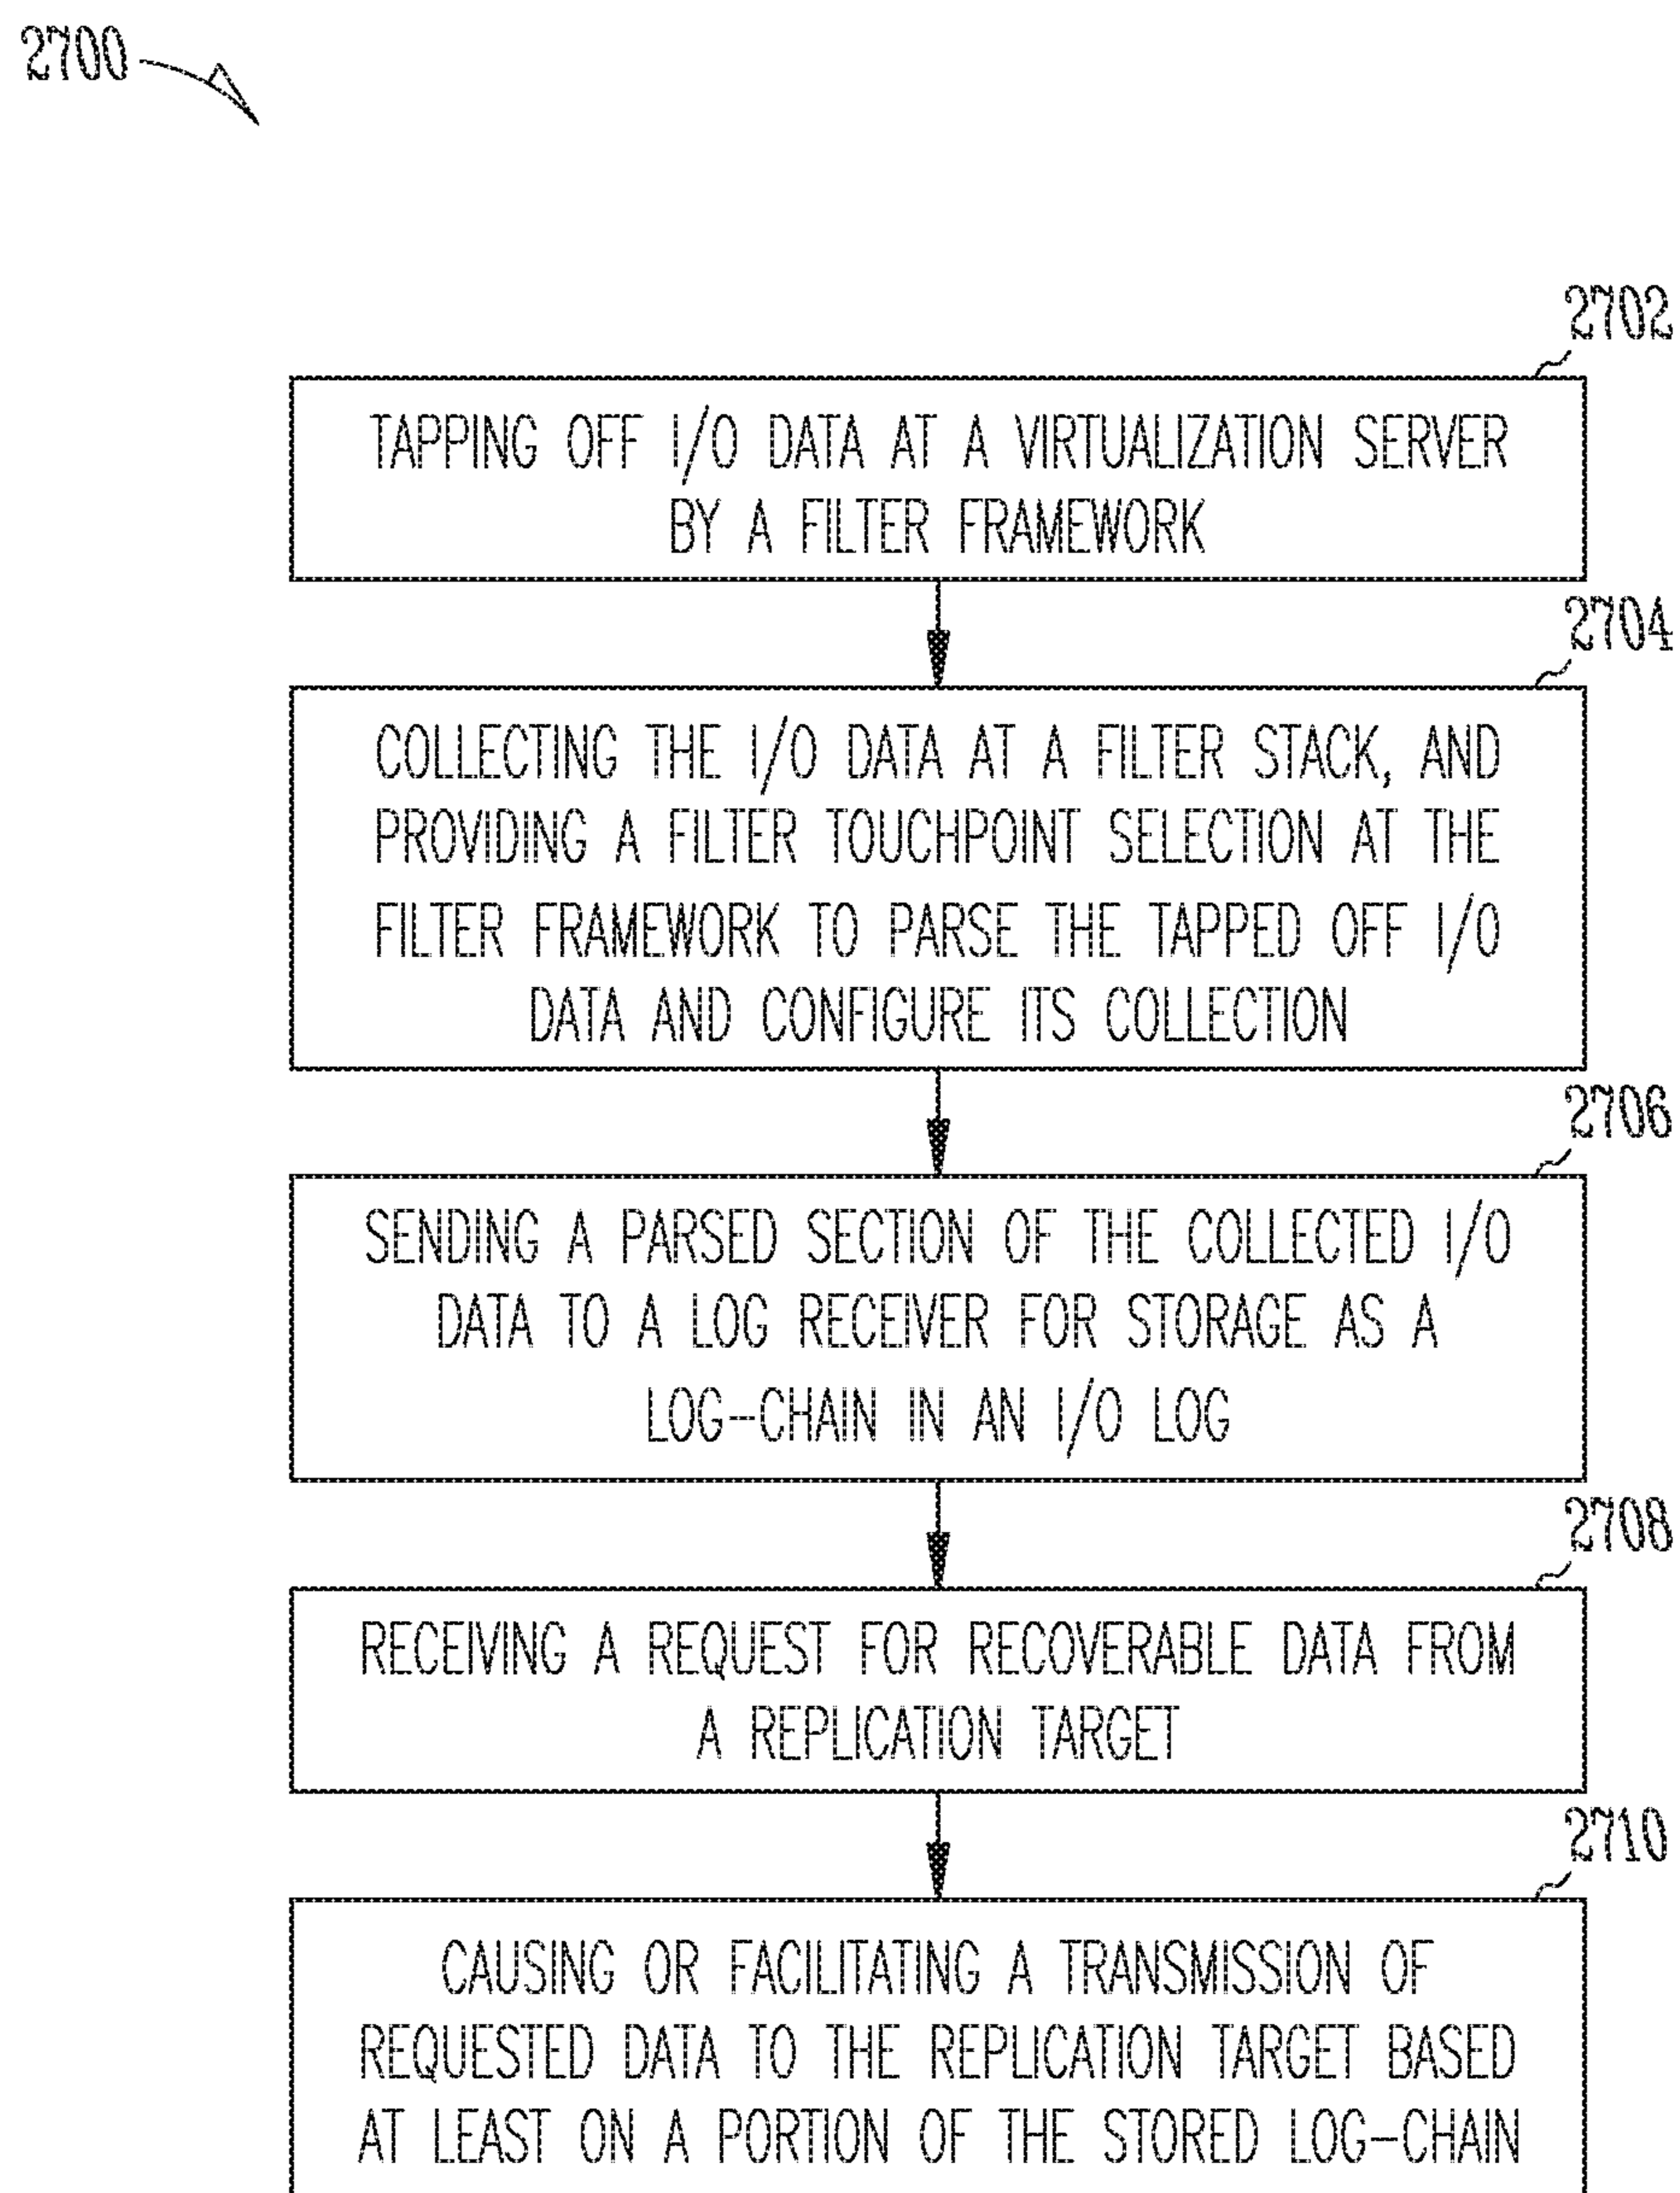 2700
2702
TAPPING OFF I/O DATA AT A VIRTUALIZATION SERVER
BY A FILTER FRAMEWORK
2704
COLLECTING THE I/O DATA AT A FILTER STACK, AND
PROVIDING A FILTER TOUCHPOINT SELECTION AT THE
FILTER FRAMEWORK TO PARSE THE TAPPED OFF I/O
DATA AND CONFIGURE ITS COLLECTION
2706
SENDING A PARSED SECTION OF THE COLLECTED I/O
DATA TO A LOG RECEIVER FOR STORAGE AS A
LOG-CHAIN IN AN I/O LOG
2708
RECEIVING A REQUEST FOR RECOVERABLE DATA FROM
A REPLICATION TARGET
2710
CAUSING OR FACILITATING A TRANSMISSION OF
REQUESTED DATA TO THE REPLICATION TARGET BASED
AT LEAST ON A PORTION OF THE STORED LOG-CHAIN